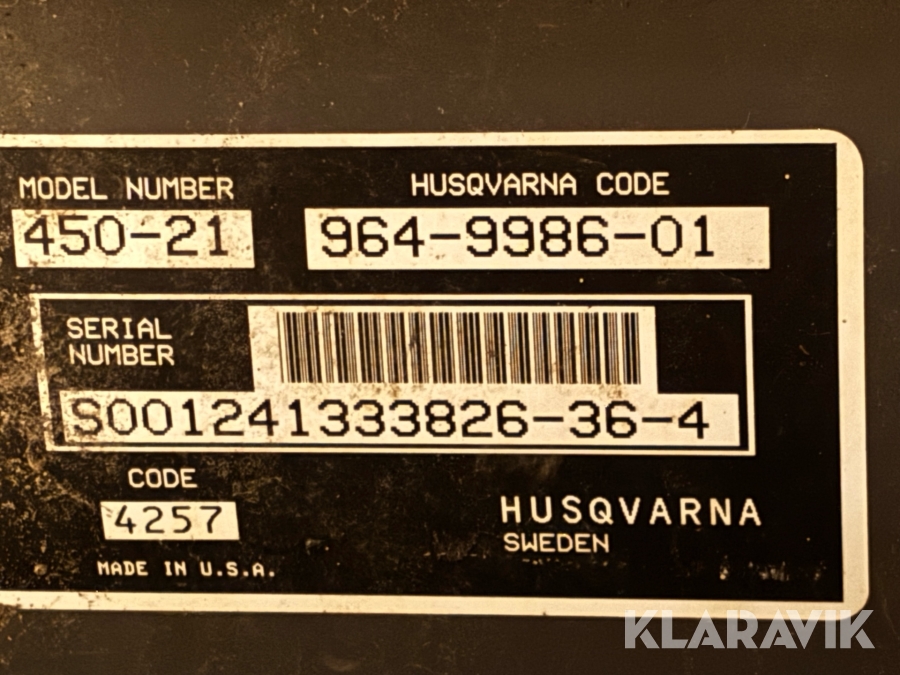 MODEL NUMBER
HUSQVARNA CODE
450-21
964-9986-01
SERIAL
NUMBER
S001241333826-36-4
CODE
4257
HUSQVARNA
SWEDEN
MADE IN U.S.A.
KLARAVIK